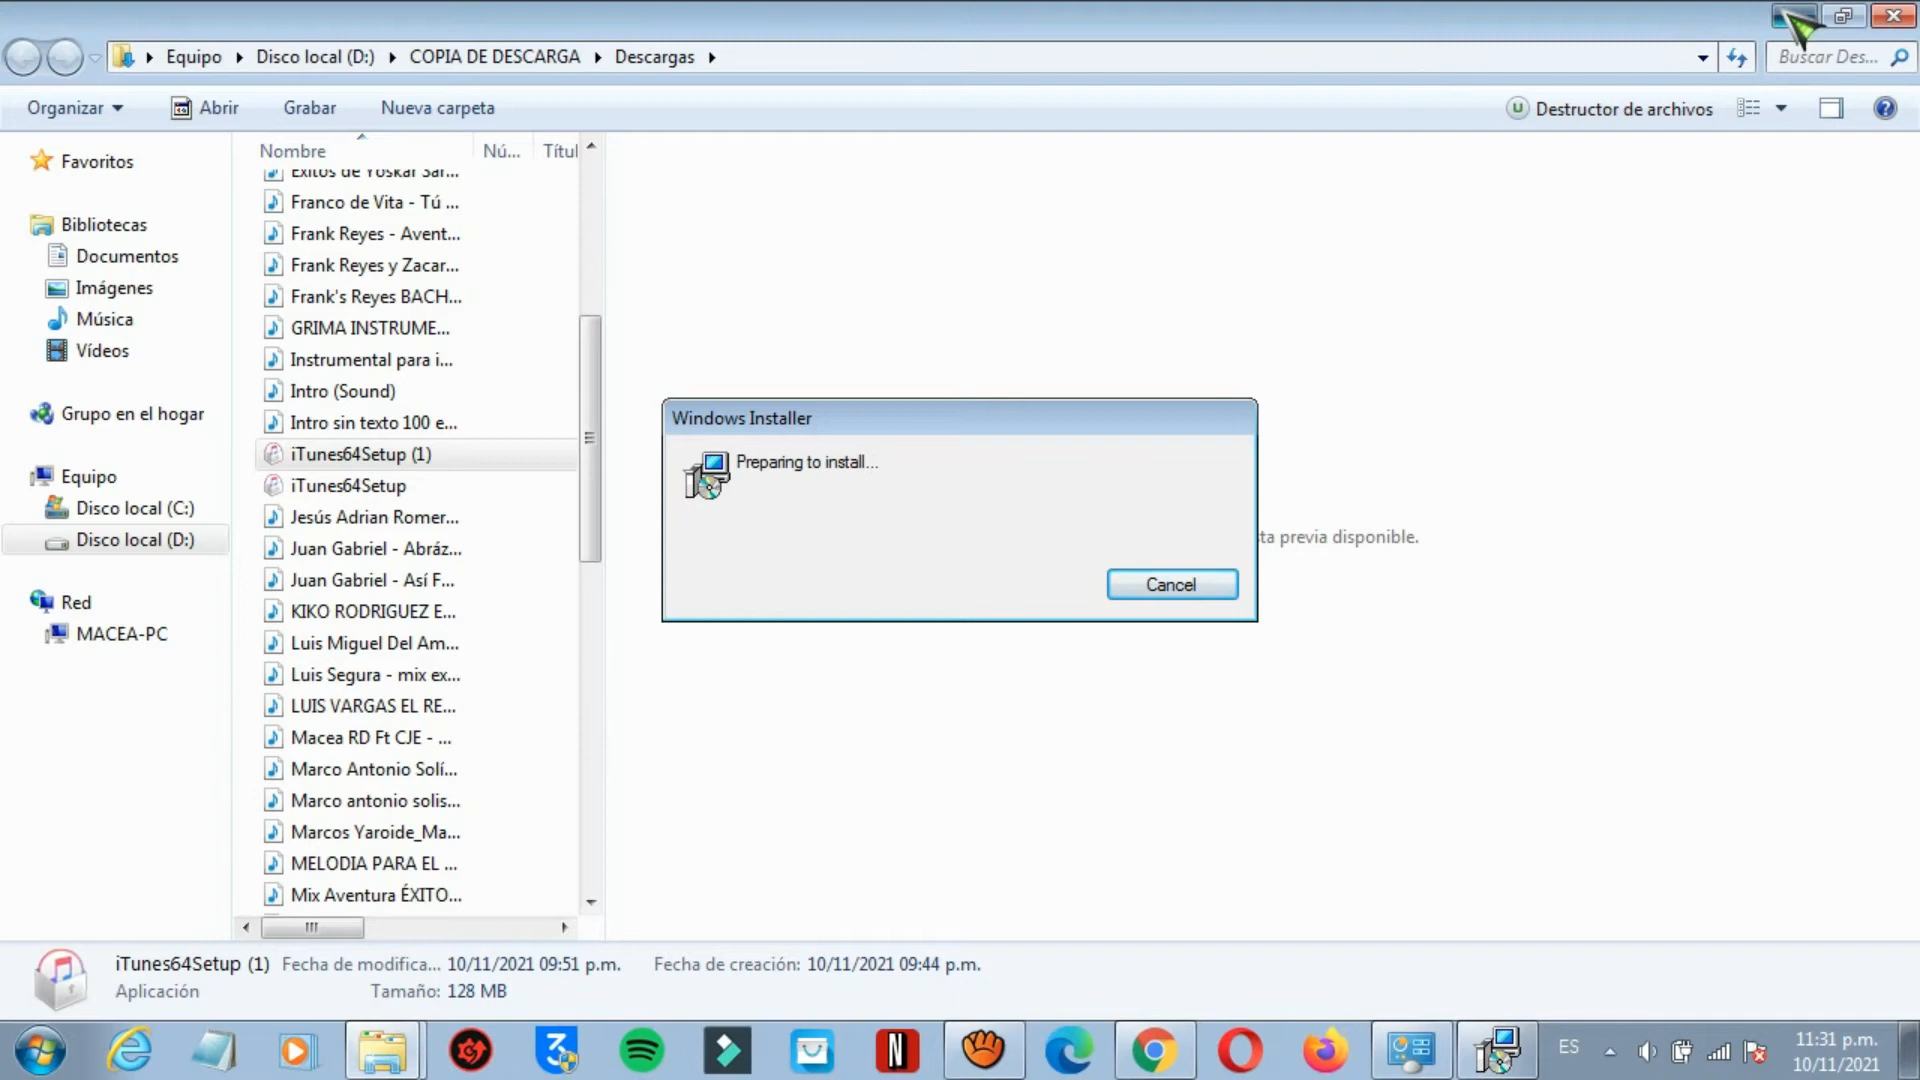 Equipo
Disco local (D:)
COPIA DE DESCARGA
Descargas
Buscar Des...
Organizar
Abrir
Grabar
Nueva carpeta
Destructor de archivos
Favoritos
Bibliotecas
Documentos
Imágenes
Música
Vídeos
Grupo en el hogar
Equipo
Disco local (C:)
Disco local (D:)
Red
MACEA-PC
Nombre
Nú...
Títul
Exitos de Yoskar Sar...
Franco de Vita - Tú ...
Frank Reyes - Avent...
Frank Reyes y Zacar...
Frank's Reyes BACH...
GRIMA INSTRUME...
Instrumental para i...
Intro (Sound)
Intro sin texto 100 e...
iTunes64Setup (1)
iTunes64Setup
Jesús Adrian Romer...
Juan Gabriel - Abráz...
Juan Gabriel - Así F...
KIKO RODRIGUEZ E...
Luis Miguel Del Am...
Luis Segura - mix ex...
LUIS VARGAS EL RE...
Macea RD Ft CJE - ...
Marco Antonio Solí...
Marco antonio solis...
Marcos Yaroide_Ma...
MELODIA PARA EL ...
Mix Aventura ÉXITO...
Windows Installer
Preparing to install...
Cancel
ta previa disponible.
iTunes64Setup (1)
Fecha de modifica... 10/11/2021 09:51 p.m.
Fecha de creación: 10/11/2021 09:44 p.m.
Aplicación
Tamaño: 128 MB
ES
11:31 p.m.
10/11/2021